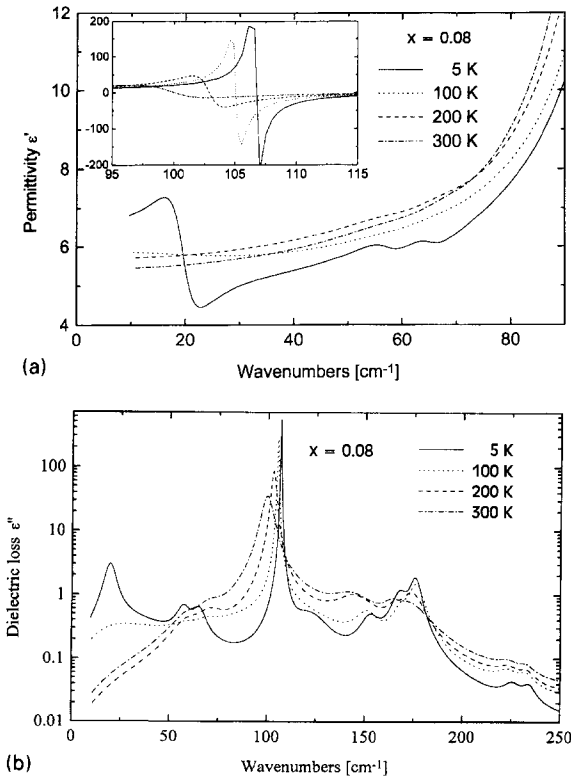 12
10
8
6
4
Permittivity ε'
200
100
0
-100
200
95
100
105
110
115
x = 0.08
5 K
100 K
200 K
300 K
0
20
40
60
80
Wavenumbers [cm-1]
(a)
100
10
1
0.1
0.01
Dielectric loss ε"
x = 0.08
5 K
100 K
200 K
300 K
0
50
100
150
200
250
Wavenumbers [cm-1]
(b)